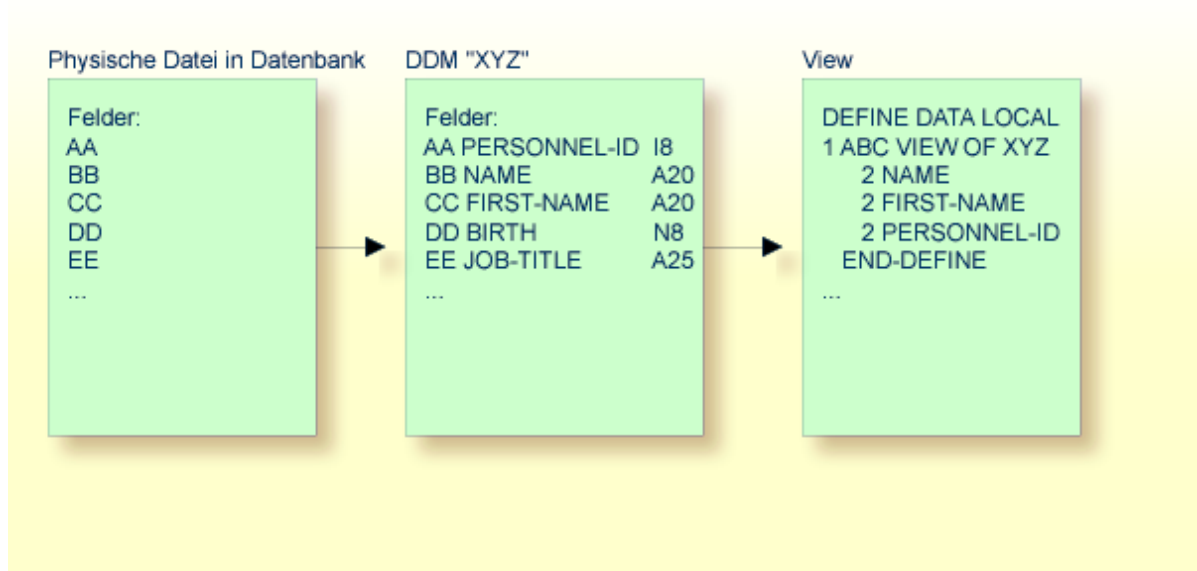 Physische Datei in Datenbank
Felder:
AA
BB
CC
DD
EE
...
DDM "XYZ"
Felder:
AA PERSONNEL-ID I8
BB NAME A20
CC FIRST-NAME A20
DD BIRTH N8
EE JOB-TITLE A25
...
View
DEFINE DATA LOCAL
1 ABC VIEW OF XYZ
2 NAME
2 FIRST-NAME
2 PERSONNEL-ID
END-DEFINE
...